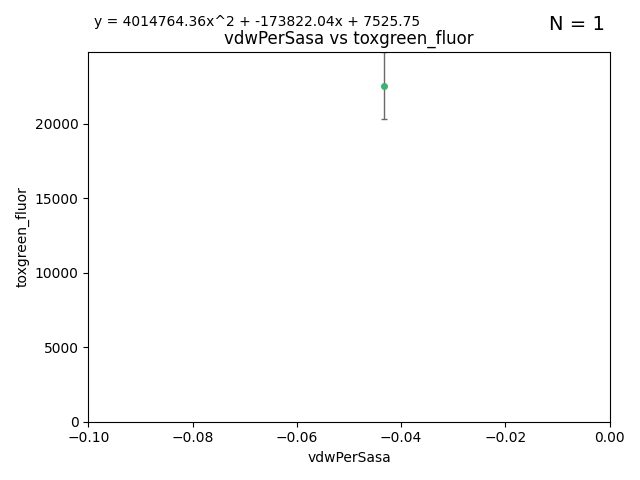 y = 4014764.36x^2 + -173822.04x + 7525.75
N = 1
vdwPerSasa vs toxgreen_fluor
20000
15000
10000
5000
0
toxgreen_fluor
−0.10
−0.08
−0.06
−0.04
−0.02
0.00
vdwPerSasa